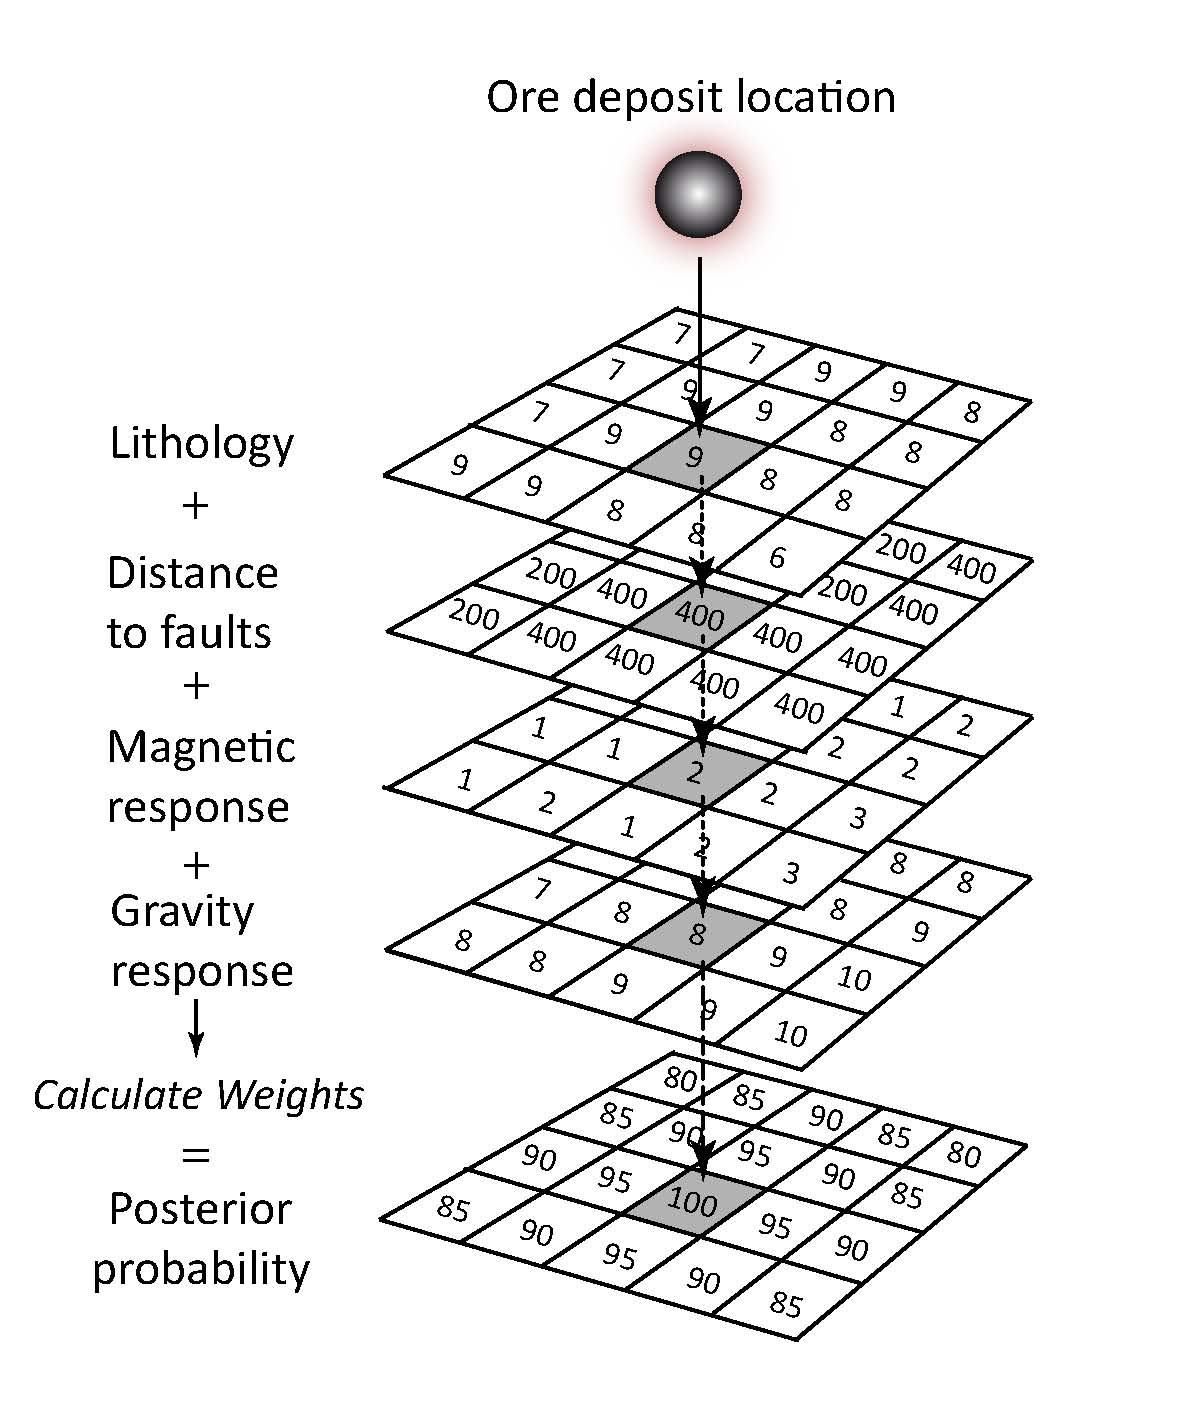 Ore deposit location
Lithology
+
Distance
to faults
+
Magnetic
response
+
Gravity
response
Calculate Weights
=
Posterior
probability
7 7 9 9 8
7 9 9 8 8
7 9 9 8 8
9 9 8 8 6
200 400
200 400
200 400 400 400 400
200 400 400 400 400
1 2
2 2
1 1 2 2 3
1 2 1 2 3
8 8
8 9
7 8 8 9 10
8 8 9 9 10
80 85 90 85 80
85 90 95 90 85
90 95 100 95 90
85 90 95 90 85